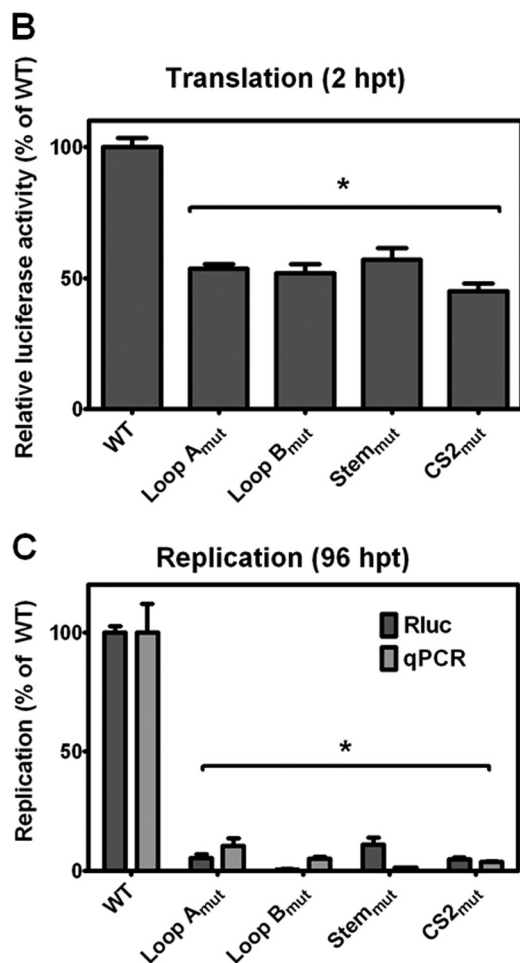 B
Translation (2 hpt)
Relative luciferase activity (% of WT)
100
50
0
*
WT
Loop Amut
Loop Bmut
Stemmut
CS2mut
C
Replication (96 hpt)
Replication (% of WT)
100
50
0
Rluc
qPCR
*
WT
Loop Amut
Loop Bmut
Stemmut
CS2mut